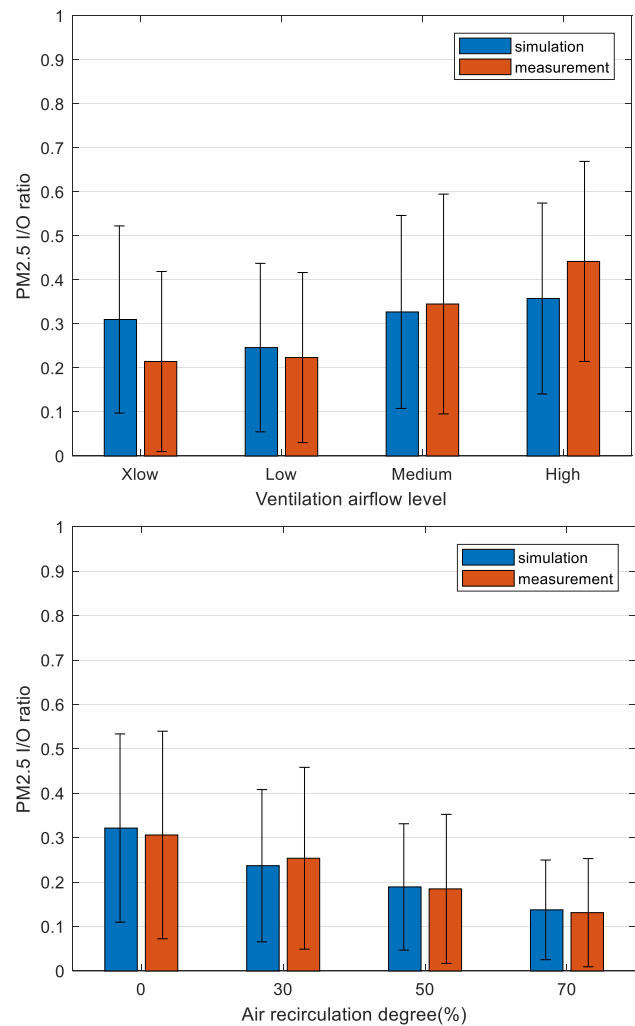 1
0.9
0.8
0.7
0.6
0.5
0.4
0.3
0.2
0.1
0
PM2.5 I/O ratio
simulation
measurement
Xlow Low Medium High
Ventilation airflow level
1
0.9
0.8
0.7
0.6
0.5
0.4
0.3
0.2
0.1
0
PM2.5 I/O ratio
simulation
measurement
0 30 50 70
Air recirculation degree(%)